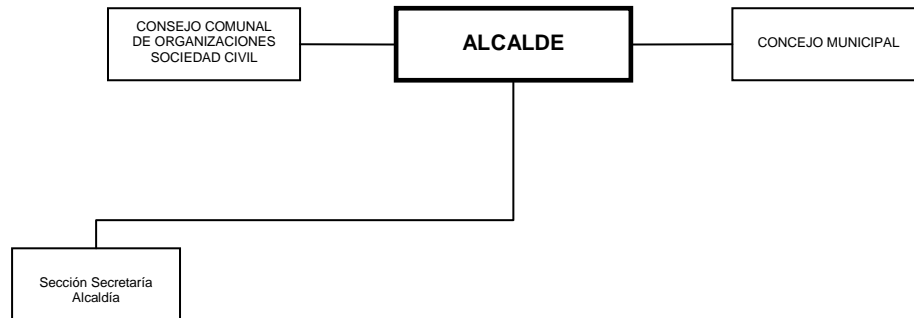 CONSEJO COMUNAL
DE ORGANIZACIONES
SOCIEDAD CIVIL
ALCALDE
CONCEJO MUNICIPAL
Sección Secretaría
Alcaldía